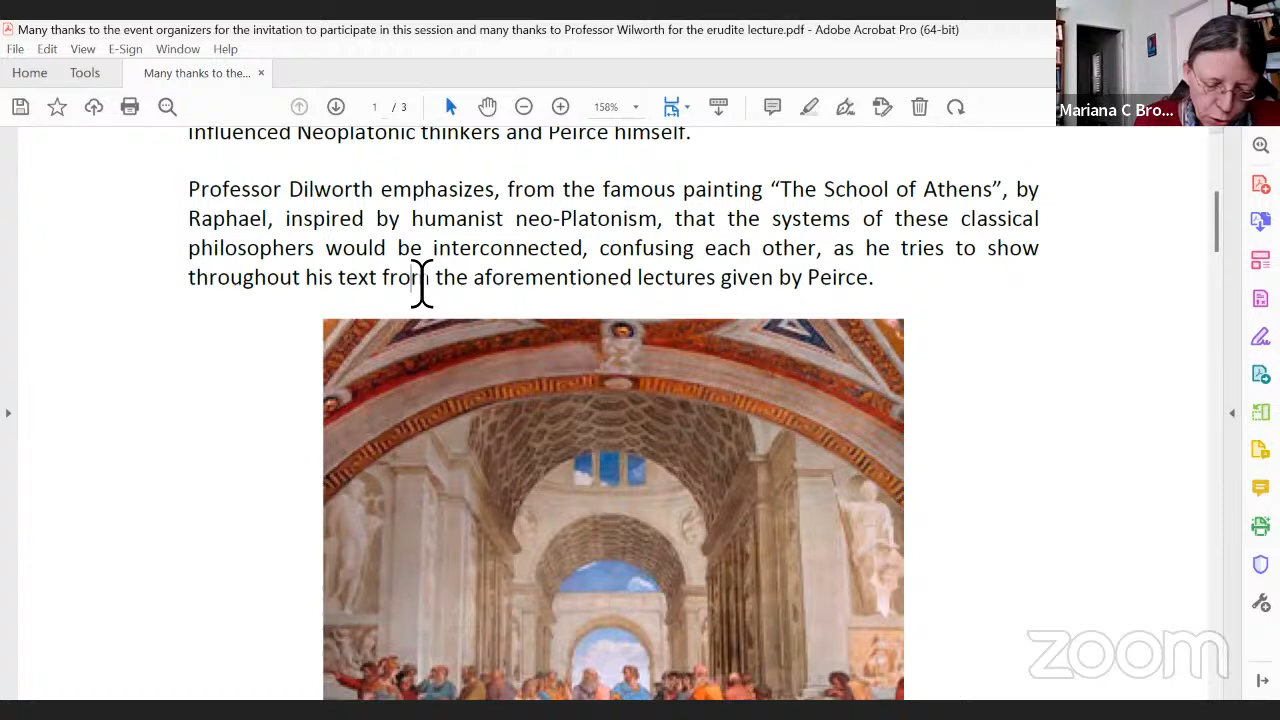 Many thanks to the event organizers for the invitation to participate in this session and many thanks to Professor Wilworth for the erudite lecture.pdf - Adobe Acrobat Pro (64-bit)
File Edit View E-Sign Window Help
Home Tools Many thanks to the... ×
1 / 3 158%
Mariana C Bro...
influenced Neoplatonic thinkers and Peirce himself.
Professor Dilworth emphasizes, from the famous painting “The School of Athens”, by
Raphael, inspired by humanist neo-Platonism, that the systems of these classical
philosophers would be interconnected, confusing each other, as he tries to show
throughout his text from the aforementioned lectures given by Peirce.
zoom